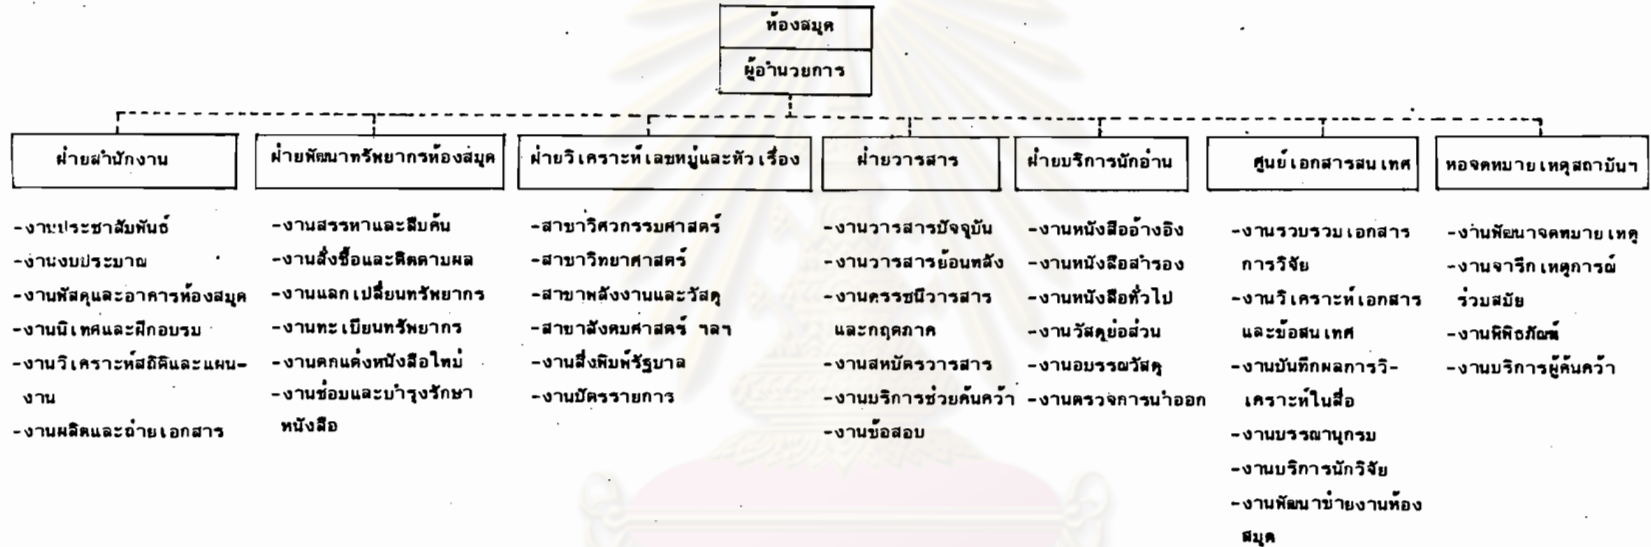 ห้องสมุด
ผู้อำนวยการ
ฝ่ายสำนักงาน
-งานประชาสัมพันธ์
-งานงบประมาณ
-งานพัสดุและอาคารห้องสมุด
-งานนิเทศและฝึกอบรม
-งานวิเคราะห์สถิติและแผน-
งาน
-งานผลิตและถ่ายเอกสาร
ฝ่ายพัฒนาทรัพยากรห้องสมุด
-งานสรรหาและสืบค้น
-งานสั่งซื้อและติดตามผล
-งานแลกเปลี่ยนทรัพยากร
-งานทะเบียนทรัพยากร
-งานตกแต่งหนังสือใหม่
-งานซ่อมและบำรุงรักษา
หนังสือ
ฝ่ายวิเคราะห์เลขหมู่และหัวเรื่อง
-สาขาวิศวกรรมศาสตร์
-สาขาวิทยาศาสตร์
-สาขาพลังงานและวัสดุ
-สาขาสังคมศาสตร์ ฯลฯ
-งานสิ่งพิมพ์รัฐบาล
-งานบัตรรายการ
ฝ่ายวารสาร
-งานวารสารปัจจุบัน
-งานวารสารย้อนหลัง
-งานดรรชนีวารสาร
และกฤตภาค
-งานสหบัตรวารสาร
-งานบริการช่วยค้นคว้า
-งานข้อสอบ
ฝ่ายบริการนักอ่าน
-งานหนังสืออ้างอิง
-งานหนังสือสำรอง
-งานหนังสือทั่วไป
-งานวัสดุย่อส่วน
-งานอบรรณวัสดุ
-งานตรวจการนำออก
ศูนย์เอกสารสนเทศ
-งานรวบรวมเอกสาร
การวิจัย
-งานวิเคราะห์เอกสาร
และข้อสนเทศ
-งานบันทึกผลการวิ-
เคราะห์ในสื่อ
-งานบรรณานุกรม
-งานบริการนักวิจัย
-งานพัฒนาข่ายงานห้อง
สมุด
หอจดหมายเหตุสถาบันฯ
-งานพัฒนาจดหมายเหตุ
-งานจารึกเหตุการณ์
ร่วมสมัย
-งานพิพิธภัณฑ์
-งานบริการผู้ค้นคว้า